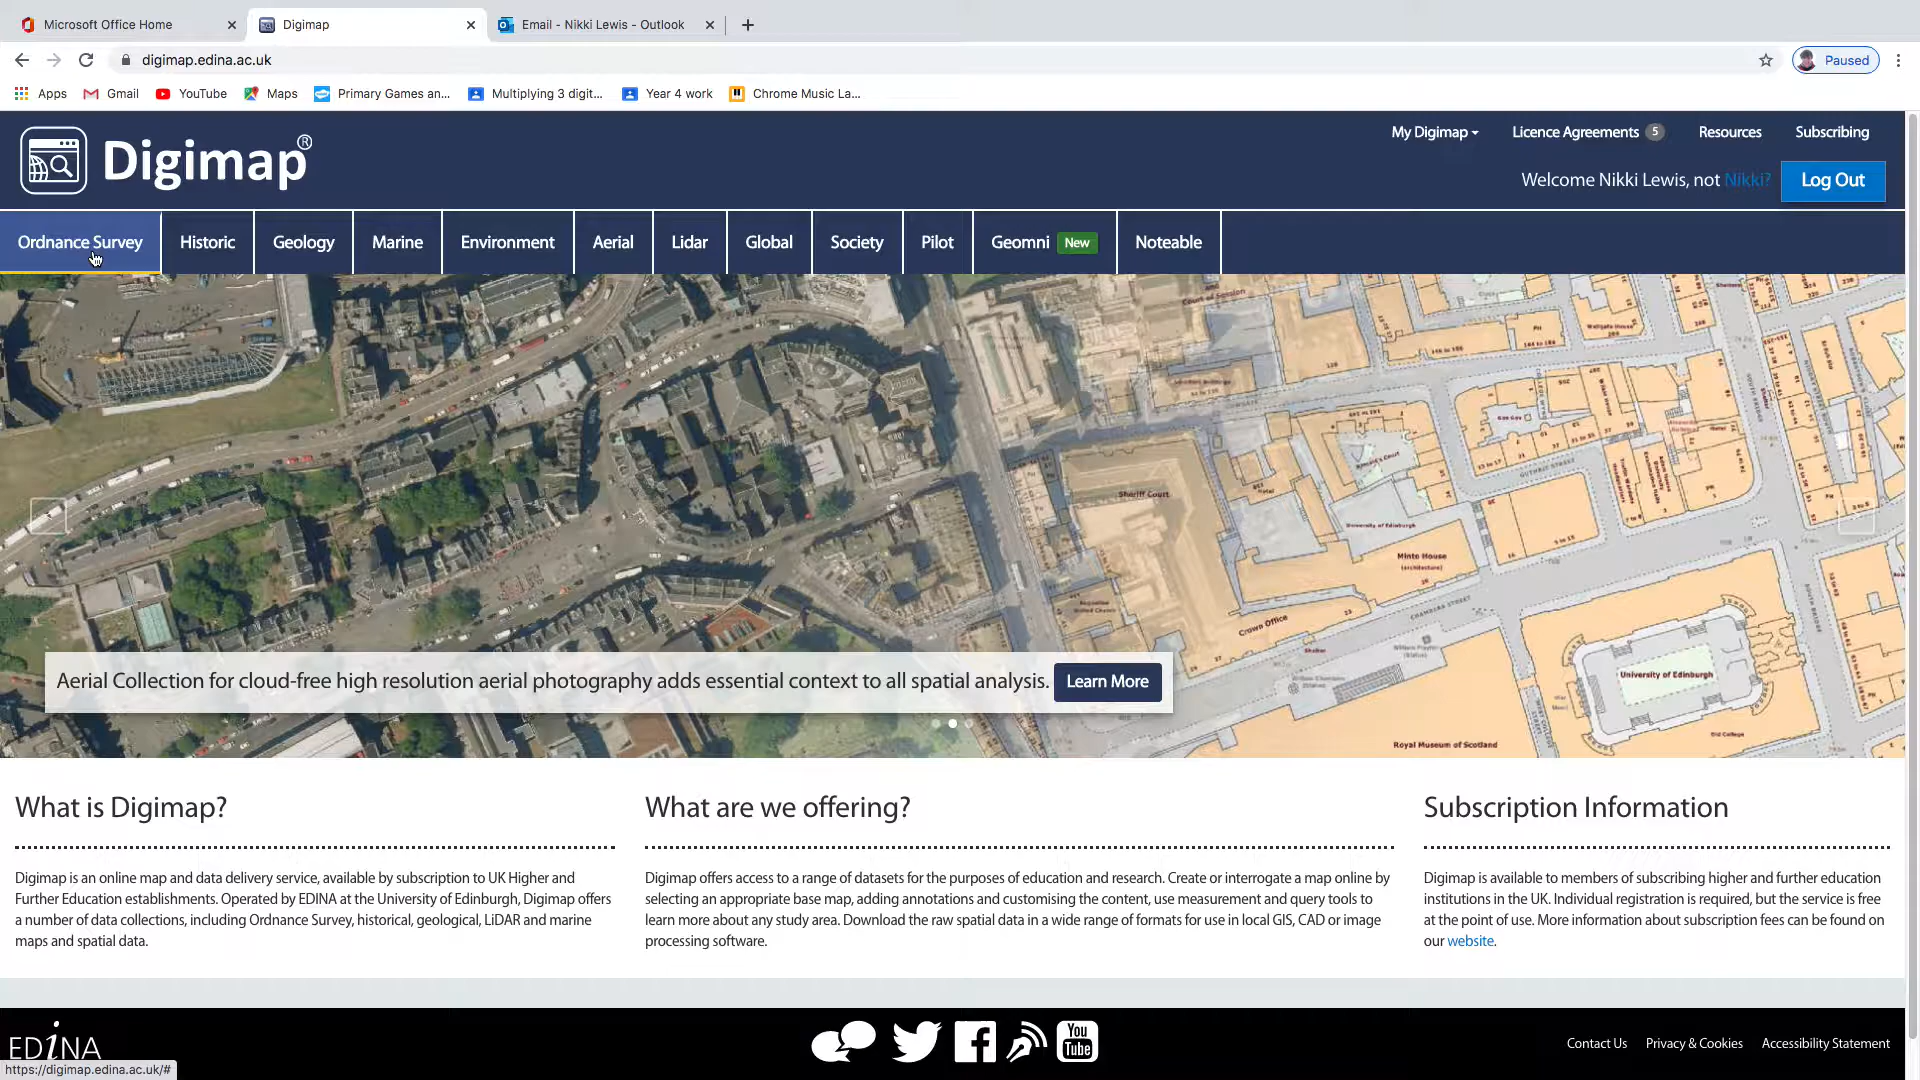 Microsoft Office Home
Digimap
Email - Nikki Lewis - Outlook
digimap.edina.ac.uk
Paused
Apps
Gmail
YouTube
Maps
Primary Games an...
Multiplying 3 digit...
Year 4 work
Chrome Music La...
Digimap®
My Digimap
Licence Agreements 5
Resources
Subscribing
Welcome Nikki Lewis, not Nikki?
Log Out
Ordnance Survey
Historic
Geology
Marine
Environment
Aerial
Lidar
Global
Society
Pilot
Geomni New
Noteable
Court of Session
Sheriff Court
University of Edinburgh
Minto House
(architecture)
Crown Office
CHAMBERS STREET
University of Edinburgh
Old College
Royal Museum of Scotland
Aerial Collection for cloud-free high resolution aerial photography adds essential context to all spatial analysis.
Learn More
What is Digimap?
Digimap is an online map and data delivery service, available by subscription to UK Higher and
Further Education establishments. Operated by EDINA at the University of Edinburgh, Digimap offers
a number of data collections, including Ordnance Survey, historical, geological, LiDAR and marine
maps and spatial data.
What are we offering?
Digimap offers access to a range of datasets for the purposes of education and research. Create or interrogate a map online by
selecting an appropriate base map, adding annotations and customising the content, use measurement and query tools to
learn more about any study area. Download the raw spatial data in a wide range of formats for use in local GIS, CAD or image
processing software.
Subscription Information
Digimap is available to members of subscribing higher and further education
institutions in the UK. Individual registration is required, but the service is free
at the point of use. More information about subscription fees can be found on
our website.
EDINA
You
Tube
Contact Us
Privacy & Cookies
Accessibility Statement
https://digimap.edina.ac.uk/#